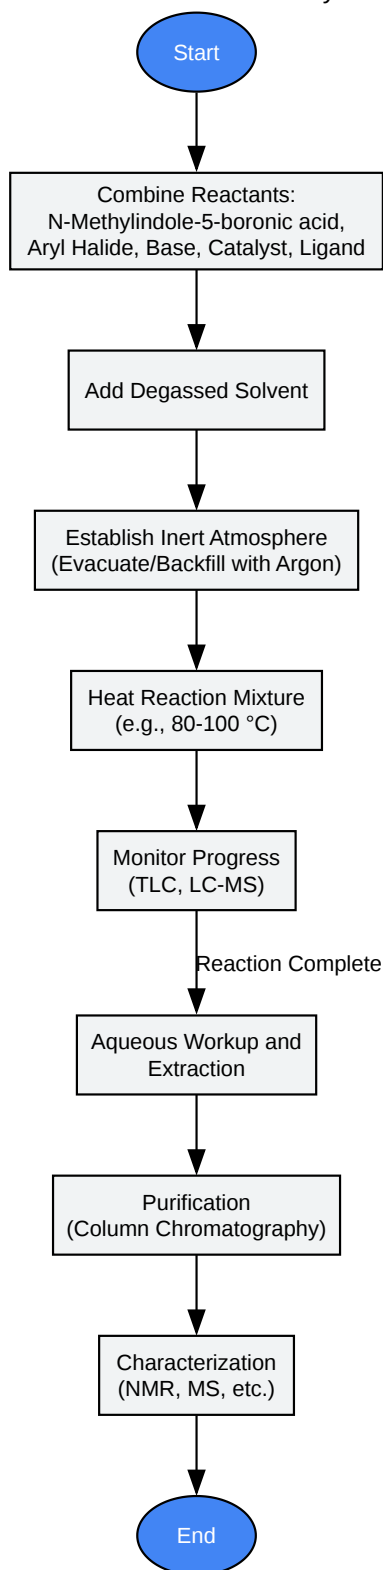 Start
Combine Reactants:
N-Methylindole-5-boronic acid,
Aryl Halide, Base, Catalyst, Ligand
Add Degassed Solvent
Establish Inert Atmosphere
(Evacuate/Backfill with Argon)
Heat Reaction Mixture
(e.g., 80-100 °C)
Monitor Progress
(TLC, LC-MS)
Reaction Complete
Aqueous Workup and
Extraction
Purification
(Column Chromatography)
Characterization
(NMR, MS, etc.)
End